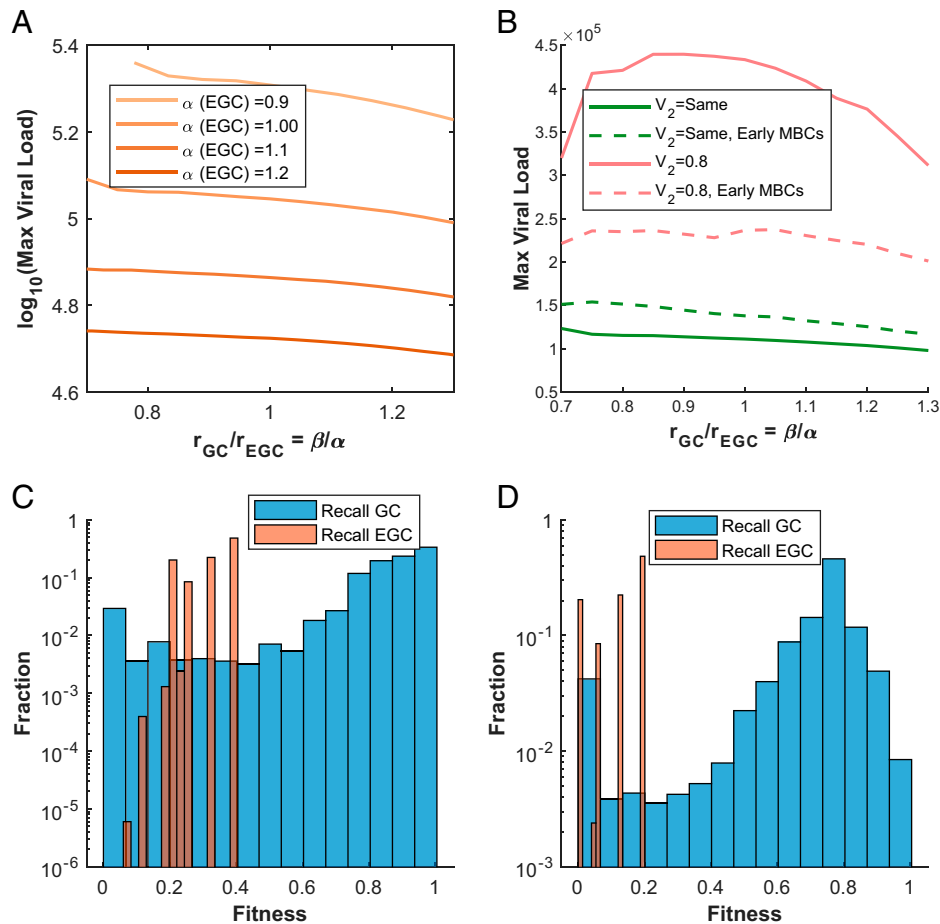 A
5.4
5.2
5
4.8
4.6
log10(Max Viral Load)
α (EGC) =0.9
α (EGC) =1.00
α (EGC) =1.1
α (EGC) =1.2
0.8
1
1.2
rGC/rEGC = β/α
B
×10^5
4.5
4
3.5
3
2.5
2
1.5
1
0.5
Max Viral Load
V2=Same
V2=Same, Early MBCs
V2=0.8
V2=0.8, Early MBCs
0.7
0.8
0.9
1
1.1
1.2
1.3
rGC/rEGC = β/α
C
Recall GC
Recall EGC
1
10^-1
10^-2
10^-3
10^-4
10^-5
10^-6
Fraction
0
0.2
0.4
0.6
0.8
1
Fitness
D
Recall GC
Recall EGC
1
10^-1
10^-2
10^-3
Fraction
0
0.2
0.4
0.6
0.8
1
Fitness